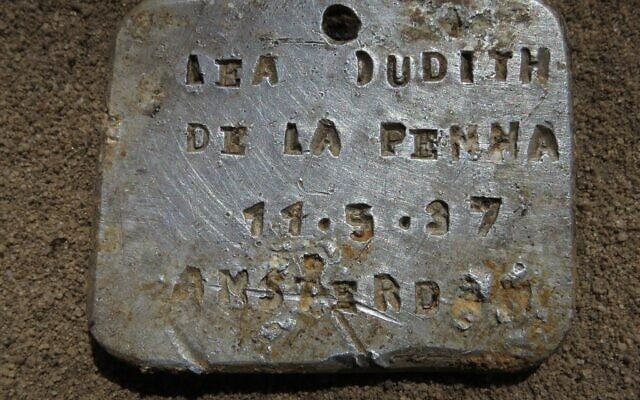 LEA JUDITH
DE LA PENHA
11.5.37
AMSTERDAM